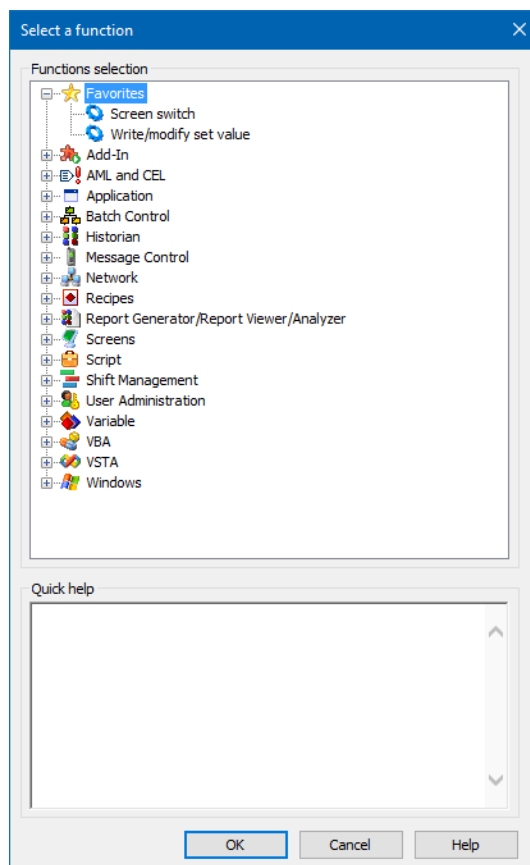 Select a function
Functions selection
Favorites
Screen switch
Write/modify set value
Add-In
AML and CEL
Application
Batch Control
Historian
Message Control
Network
Recipes
Report Generator/Report Viewer/Analyzer
Screens
Script
Shift Management
User Administration
Variable
VBA
VSTA
Windows
Quick help
OK Cancel Help